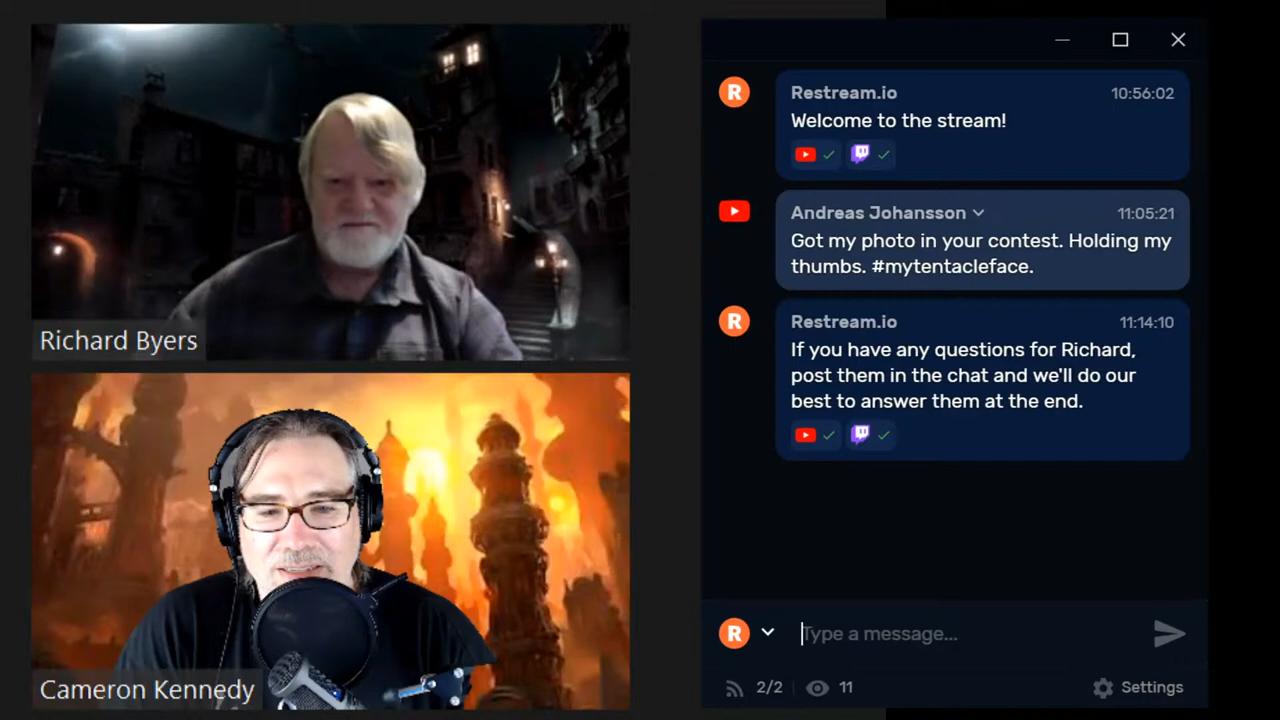 Richard Byers
Cameron Kennedy
R
Restream.io 10:56:02
Welcome to the stream!
Andreas Johansson 11:05:21
Got my photo in your contest. Holding my
thumbs. #mytentacleface.
R
Restream.io 11:14:10
If you have any questions for Richard,
post them in the chat and we'll do our
best to answer them at the end.
R
Type a message...
2/2 11 Settings